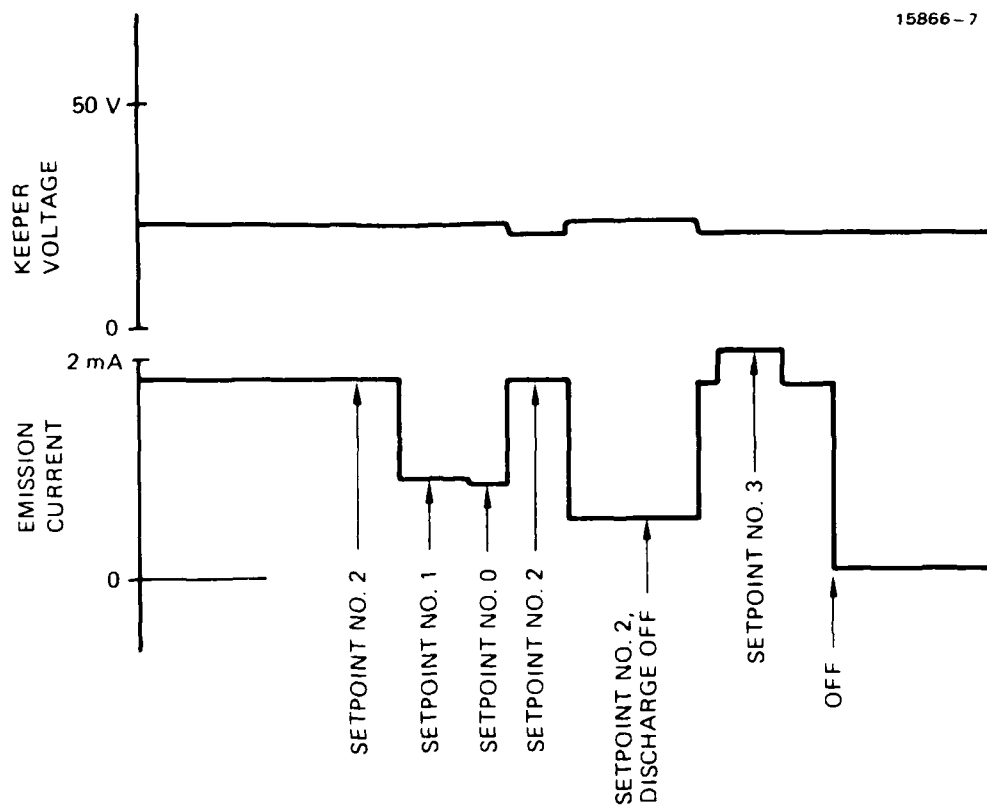 15866-7
50 V
KEEPER
VOLTAGE
0
2 mA
EMISSION
CURRENT
0
SETPOINT NO. 2
SETPOINT NO. 1
SETPOINT NO. 0
SETPOINT NO. 2
SETPOINT NO. 2,
DISCHARGE OFF
SETPOINT NO. 3
OFF